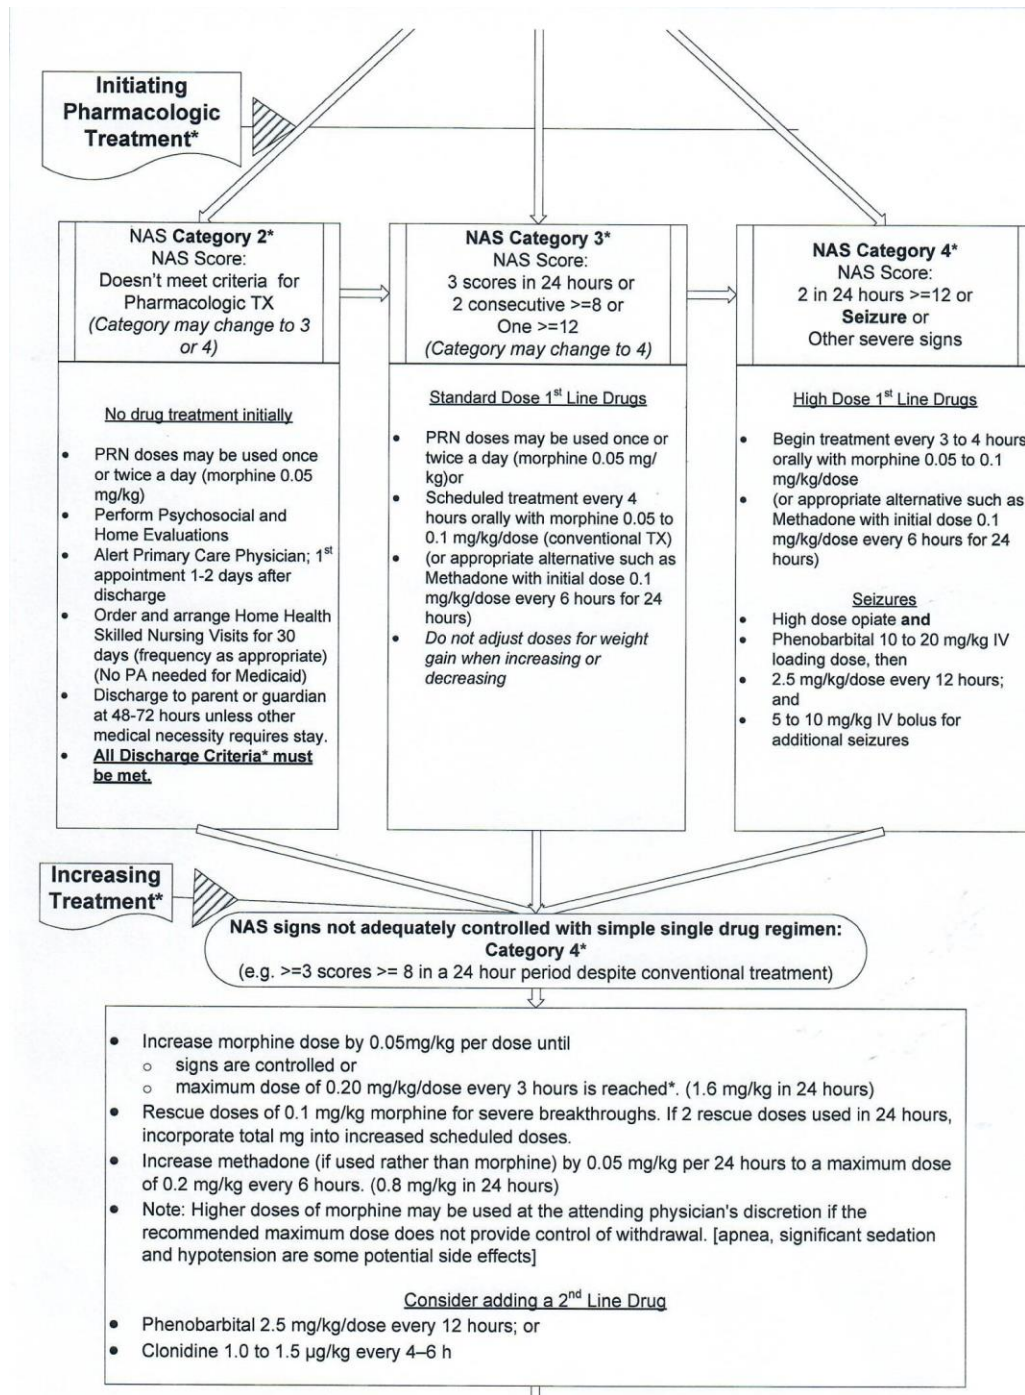 Initiating
Pharmacologic
Treatment*
NAS Category 2*
NAS Score:
Doesn't meet criteria for
Pharmacologic TX
(Category may change to 3
or 4)
No drug treatment initially
• PRN doses may be used once
or twice a day (morphine 0.05
mg/kg)
• Perform Psychosocial and
Home Evaluations
• Alert Primary Care Physician; 1st
appointment 1-2 days after
discharge
• Order and arrange Home Health
Skilled Nursing Visits for 30
days (frequency as appropriate)
(No PA needed for Medicaid)
• Discharge to parent or guardian
at 48-72 hours unless other
medical necessity requires stay.
• All Discharge Criteria* must
be met.
NAS Category 3*
NAS Score:
3 scores in 24 hours or
2 consecutive >=8 or
One >=12
(Category may change to 4)
Standard Dose 1st Line Drugs
• PRN doses may be used once or
twice a day (morphine 0.05 mg/
kg)or
• Scheduled treatment every 4
hours orally with morphine 0.05 to
0.1 mg/kg/dose (conventional TX)
• (or appropriate alternative such as
Methadone with initial dose 0.1
mg/kg/dose every 6 hours for 24
hours)
• Do not adjust doses for weight
gain when increasing or
decreasing
NAS Category 4*
NAS Score:
2 in 24 hours >=12 or
Seizure or
Other severe signs
High Dose 1st Line Drugs
• Begin treatment every 3 to 4 hours
orally with morphine 0.05 to 0.1
mg/kg/dose
• (or appropriate alternative such as
Methadone with initial dose 0.1
mg/kg/dose every 6 hours for 24
hours)
Seizures
• High dose opiate and
• Phenobarbital 10 to 20 mg/kg IV
loading dose, then
• 2.5 mg/kg/dose every 12 hours;
and
• 5 to 10 mg/kg IV bolus for
additional seizures
Increasing
Treatment*
NAS signs not adequately controlled with simple single drug regimen:
Category 4*
(e.g. >=3 scores >= 8 in a 24 hour period despite conventional treatment)
• Increase morphine dose by 0.05mg/kg per dose until
o signs are controlled or
o maximum dose of 0.20 mg/kg/dose every 3 hours is reached*. (1.6 mg/kg in 24 hours)
• Rescue doses of 0.1 mg/kg morphine for severe breakthroughs. If 2 rescue doses used in 24 hours,
incorporate total mg into increased scheduled doses.
• Increase methadone (if used rather than morphine) by 0.05 mg/kg per 24 hours to a maximum dose
of 0.2 mg/kg every 6 hours. (0.8 mg/kg in 24 hours)
• Note: Higher doses of morphine may be used at the attending physician's discretion if the
recommended maximum dose does not provide control of withdrawal. [apnea, significant sedation
and hypotension are some potential side effects]
Consider adding a 2nd Line Drug
• Phenobarbital 2.5 mg/kg/dose every 12 hours; or
• Clonidine 1.0 to 1.5 µg/kg every 4–6 h